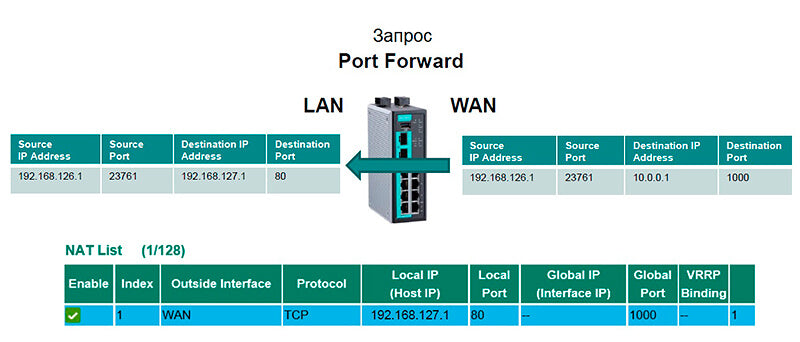 Запрос
Port Forward
LAN WAN
Source IP Address Source Port Destination IP Address Destination Port
192.168.126.1 23761 192.168.127.1 80
Source IP Address Source Port Destination IP Address Destination Port
192.168.126.1 23761 10.0.0.1 1000
NAT List (1/128)
Enable Index Outside Interface Protocol Local IP (Host IP) Local Port Global IP (Interface IP) Global Port VRRP Binding
1 WAN TCP 192.168.127.1 80 -- 1000 -- 1